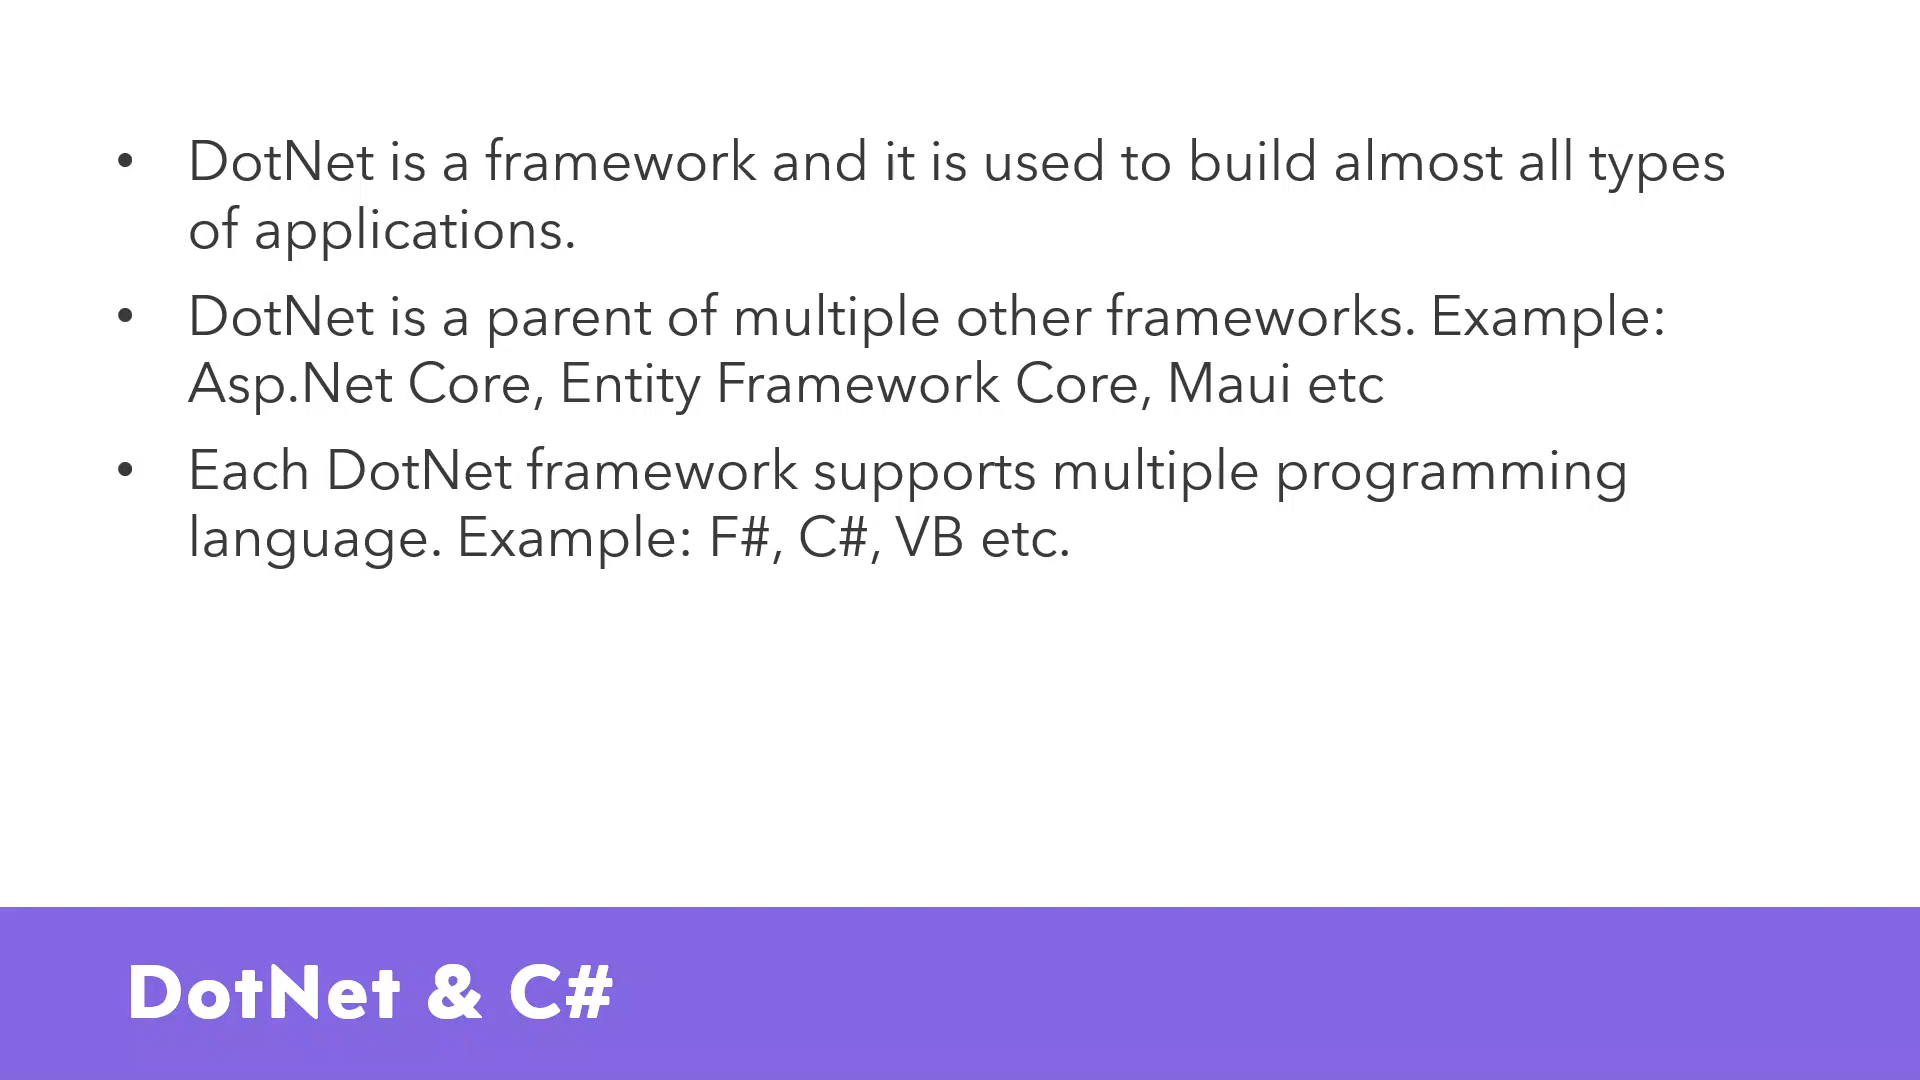 • DotNet is a framework and it is used to build almost all types
of applications.
• DotNet is a parent of multiple other frameworks. Example:
Asp.Net Core, Entity Framework Core, Maui etc
• Each DotNet framework supports multiple programming
language. Example: F#, C#, VB etc.
DotNet & C#